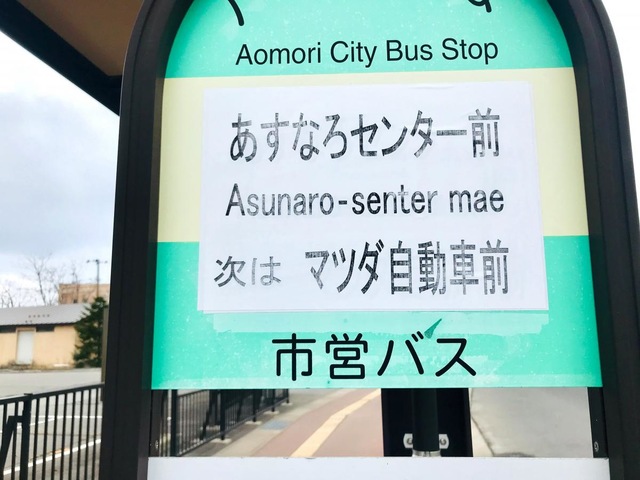 Aomori City Bus Stop
あすなろセンター前
Asunaro-senter mae
次は マツダ自動車前
市営バス